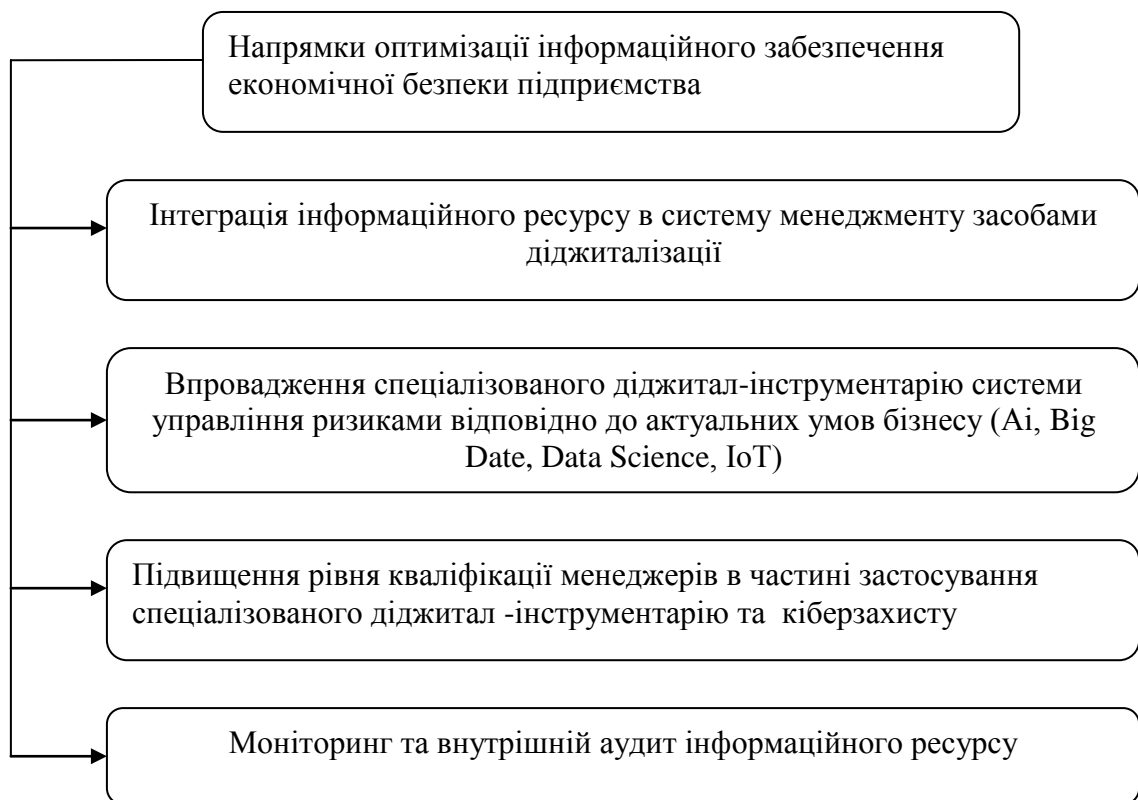 Напрямки оптимізації інформаційного забезпечення
економічної безпеки підприємства
Інтеграція інформаційного ресурсу в систему менеджменту засобами
діджиталізації
Впровадження спеціалізованого діджитал-інструментарію системи
управління ризиками відповідно до актуальних умов бізнесу (Ai, Big
Date, Data Science, IoT)
Підвищення рівня кваліфікації менеджерів в частині застосування
спеціалізованого діджитал -інструментарію та  кіберзахисту
Моніторинг та внутрішній аудит інформаційного ресурсу